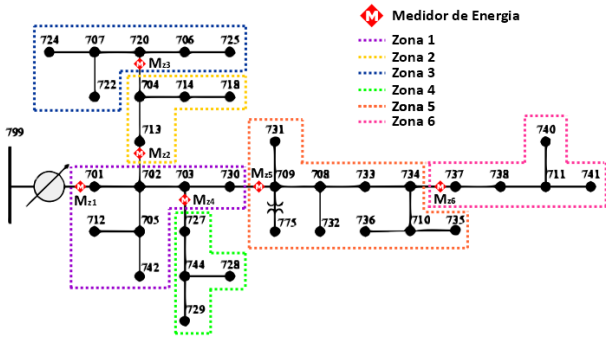 M Medidor de Energia
Zona 1
Zona 2
Zona 3
Zona 4
Zona 5
Zona 6
724 707 720 706 725
Mz3
722 704 714 718
713
Mz2
799
731 740
701 702 703 730 Mz5 709 708 733 734 737 738 711 741
Mz1 Mz4 Mz6
712 705 727 775 732 736 710 735
742 744 728
729